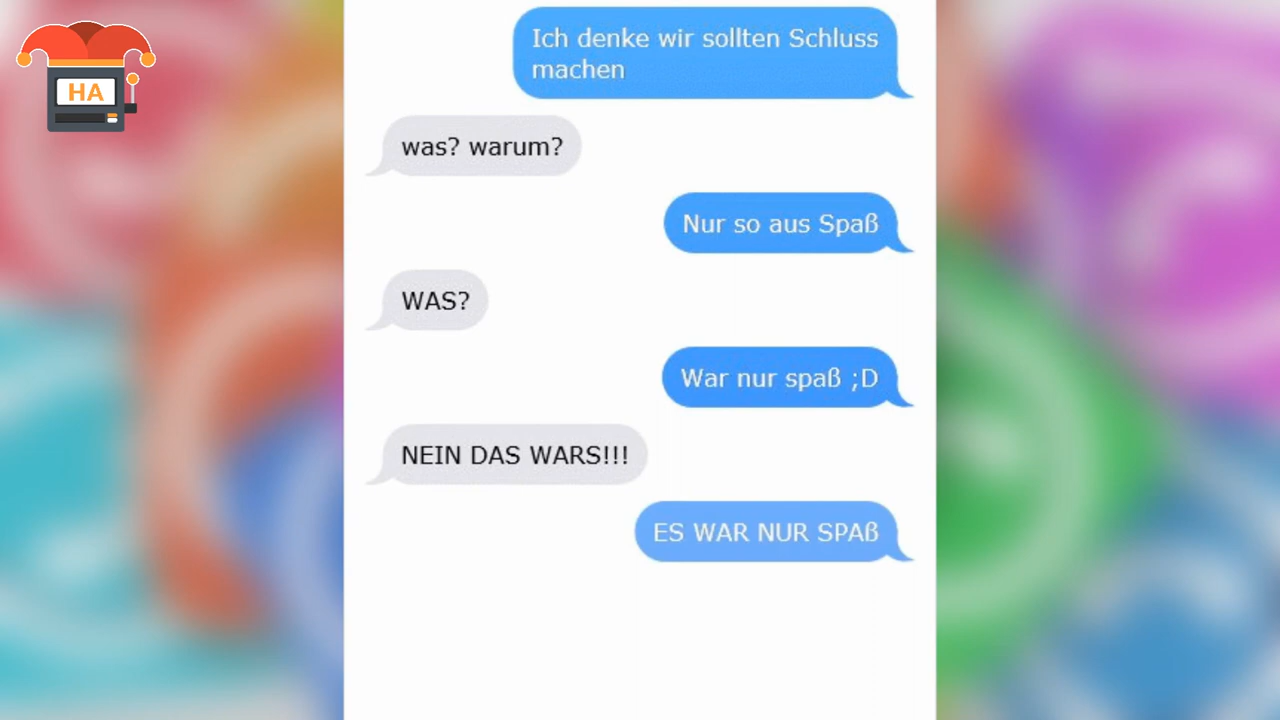 HA
Ich denke wir sollten Schluss
machen
was? warum?
Nur so aus Spaß
WAS?
War nur spaß ;D
NEIN DAS WARS!!!
ES WAR NUR SPAß